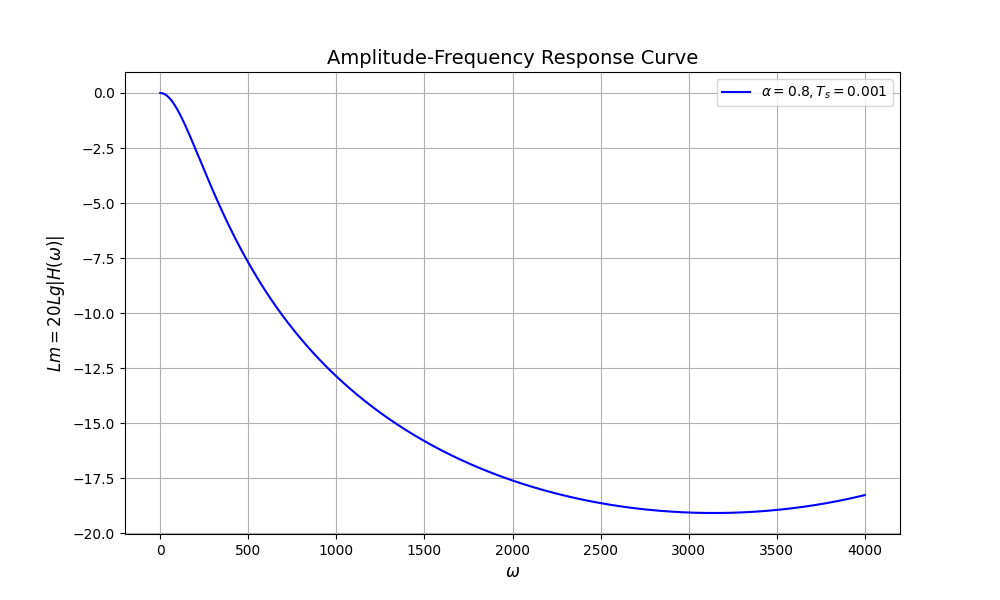 Amplitude-Frequency Response Curve
α = 0.8, Tₛ = 0.001
Lm = 20Lg|H(ω)|
0.0
−2.5
−5.0
−7.5
−10.0
−12.5
−15.0
−17.5
−20.0
0 500 1000 1500 2000 2500 3000 3500 4000
ω